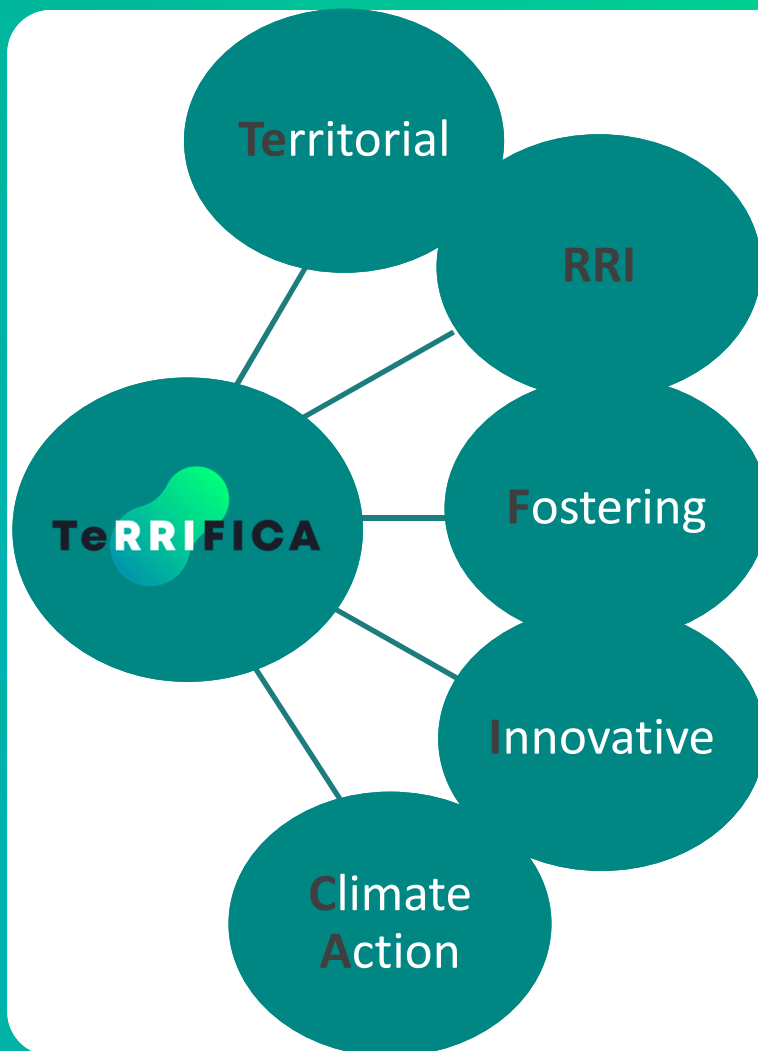 Territorial
RRI
TeRRIFICA
Fostering
Innovative
Climate
Action